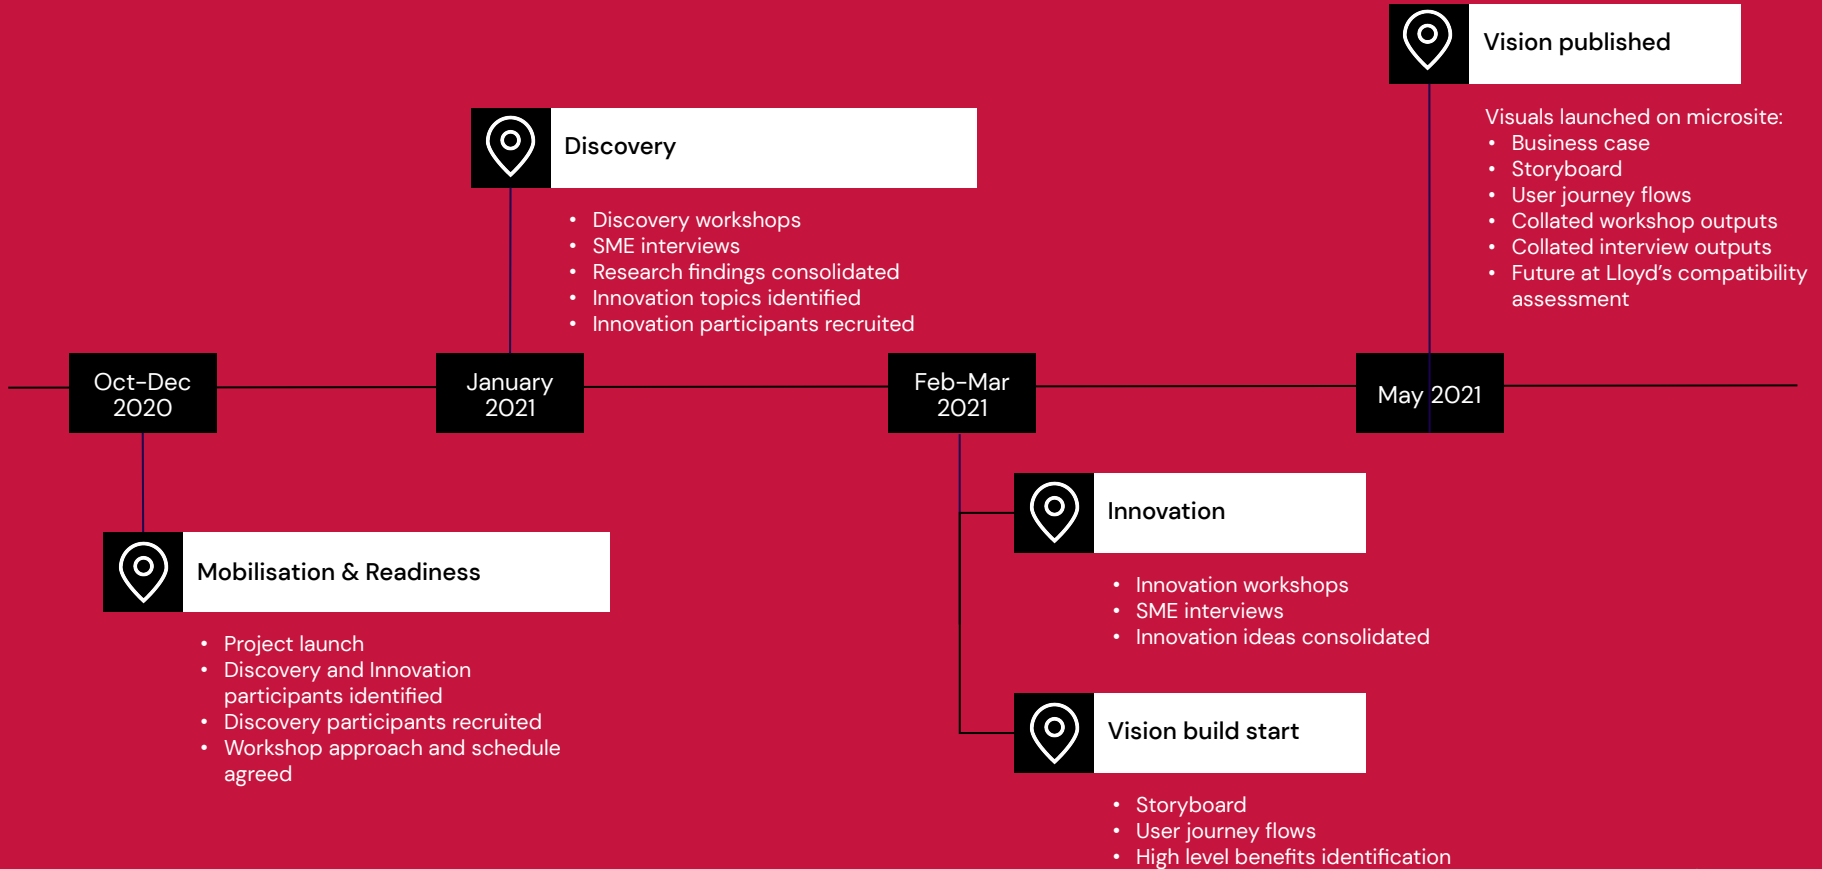 Vision published
Visuals launched on microsite:
• Business case
• Storyboard
• User journey flows
• Collated workshop outputs
• Collated interview outputs
• Future at Lloyd’s compatibility
assessment
Discovery
• Discovery workshops
• SME interviews
• Research findings consolidated
• Innovation topics identified
• Innovation participants recruited
Oct-Dec
2020
January
2021
Feb-Mar
2021
May 2021
Mobilisation & Readiness
• Project launch
• Discovery and Innovation
participants identified
• Discovery participants recruited
• Workshop approach and schedule
agreed
Innovation
• Innovation workshops
• SME interviews
• Innovation ideas consolidated
Vision build start
• Storyboard
• User journey flows
• High level benefits identification